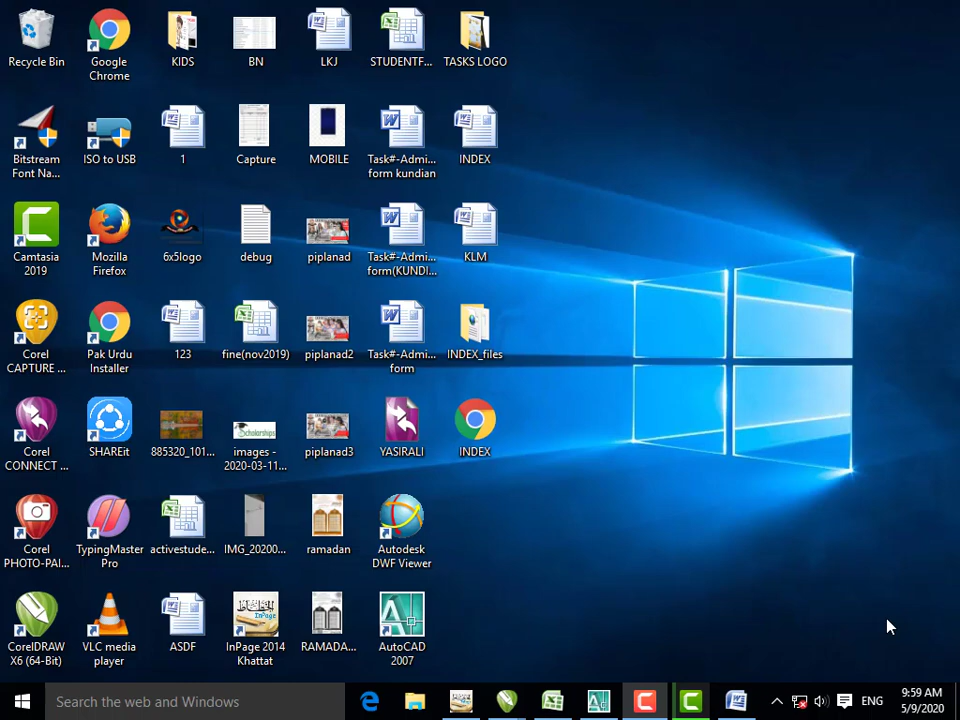 Recycle Bin
Google
Chrome
KIDS
BN
LKJ
STUDENTF...
TASKS LOGO
Bitstream
Font Na...
ISO to USB
1
Capture
MOBILE
Task#-Admi...
form kundian
INDEX
Camtasia
2019
Mozilla
Firefox
6x5logo
debug
piplanad
Task#-Admi...
form(KUNDI...
KLM
Corel
CAPTURE ...
Pak Urdu
Installer
123
fine(nov2019)
piplanad2
Task#-Admi...
form
INDEX_files
Corel
CONNECT ...
SHAREit
885320_101...
Scholarships
images -
2020-03-11...
piplanad3
YASIRALI
INDEX
Corel
PHOTO-PAI...
TypingMaster
Pro
activestude...
IMG_20200...
ramadan
Autodesk
DWF Viewer
CorelDRAW
X6 (64-Bit)
VLC media
player
ASDF
InPage
InPage 2014
Khattat
RAMADA...
AutoCAD
2007
Search the web and Windows
ENG
9:59 AM
5/9/2020